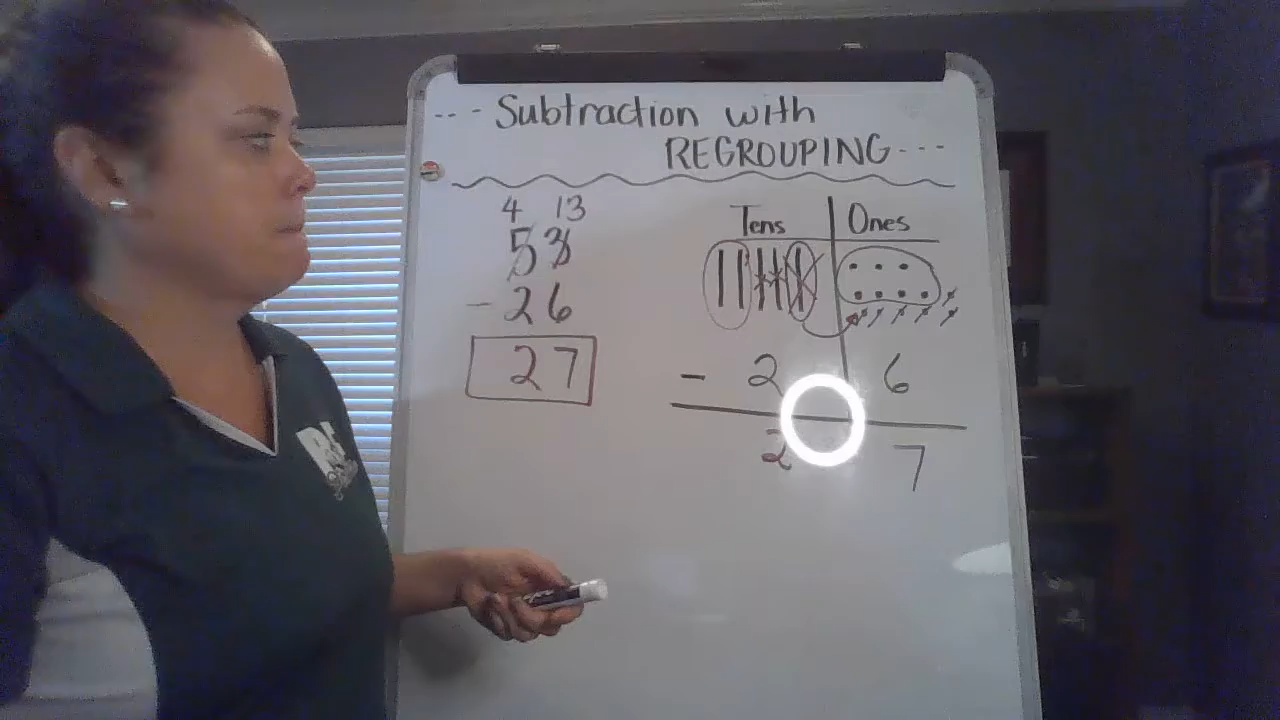 --- Subtraction with
REGROUPING---
4 13
53
- 26
27
Tens Ones
- 2 6
2 7